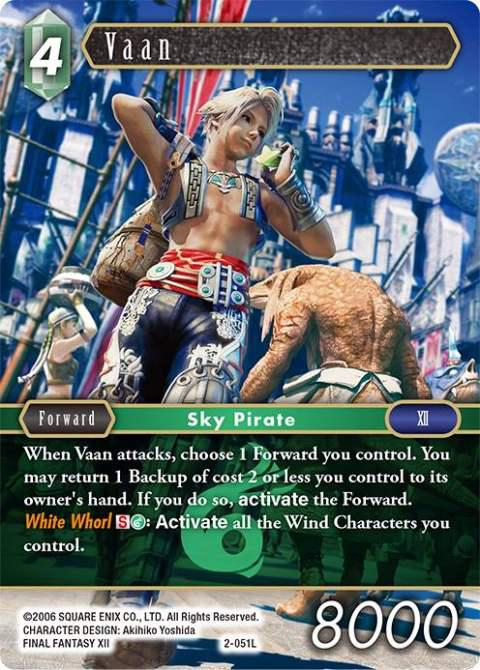 4
Vaan
Forward
Sky Pirate
XII
When Vaan attacks, choose 1 Forward you control. You
may return 1 Backup of cost 2 or less you control to its
owner's hand. If you do so, activate the Forward.
White Whorl S G: Activate all the Wind Characters you
control.
©2006 SQUARE ENIX CO., LTD. All Rights Reserved.
CHARACTER DESIGN: Akihiko Yoshida
FINAL FANTASY XII
2-051L
8000